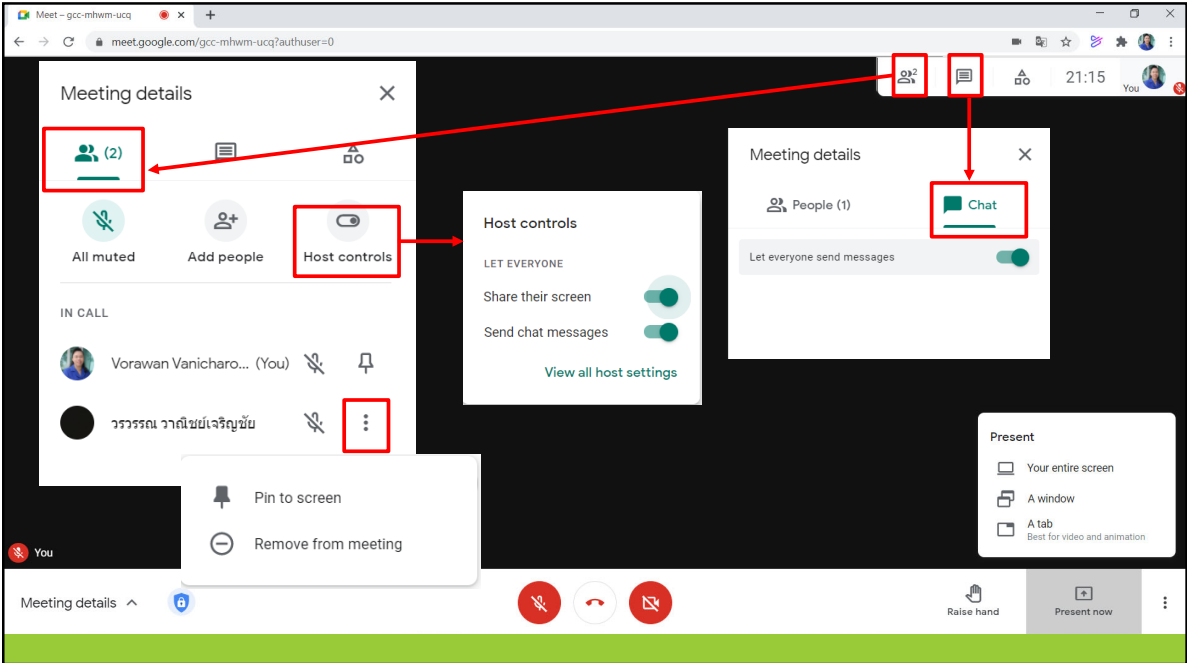 Meet – gcc-mhwm-ucq
meet.google.com/gcc-mhwm-ucq?authuser=0
2
21:15
You
Meeting details
(2)
All muted
Add people
Host controls
IN CALL
Vorawan Vanicharo... (You)
วรวรรณ วาณิชย์เจริญชัย
Pin to screen
Remove from meeting
Host controls
LET EVERYONE
Share their screen
Send chat messages
View all host settings
Meeting details
People (1)
Chat
Let everyone send messages
Present
Your entire screen
A window
A tab
Best for video and animation
You
Meeting details
Raise hand
Present now